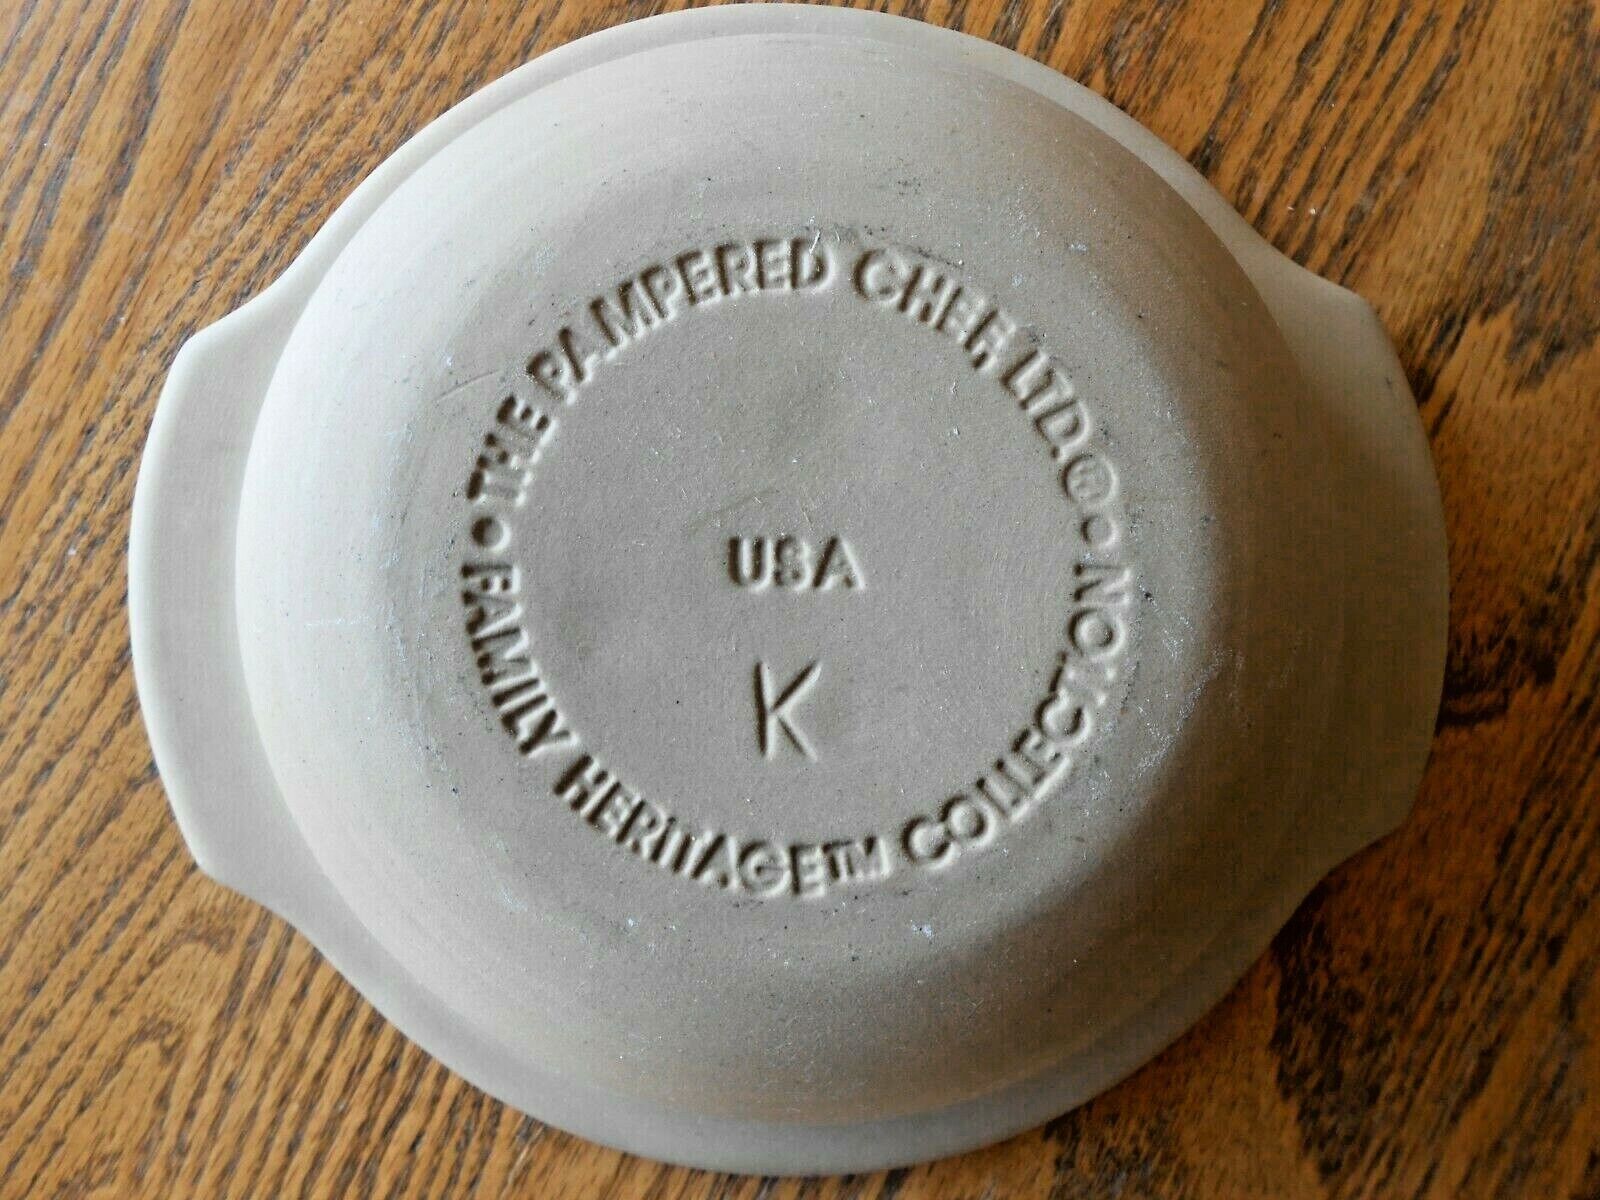 • THE PAMPERED CHEF, LTD.® •
FAMILY HERITAGE™ COLLECTION
USA
K